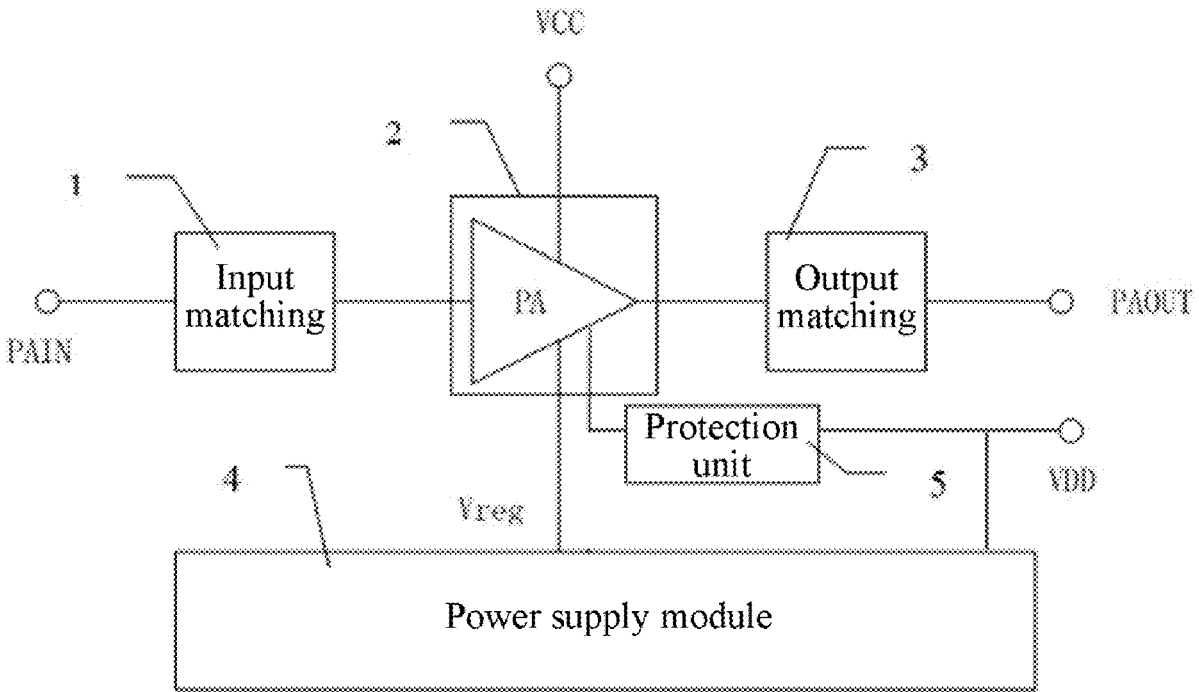 VCC
2
3
1
Input
matching
PA
Output
matching
PAIN
PAOUT
Protection
unit
4
5
VDD
Vreg
Power supply module